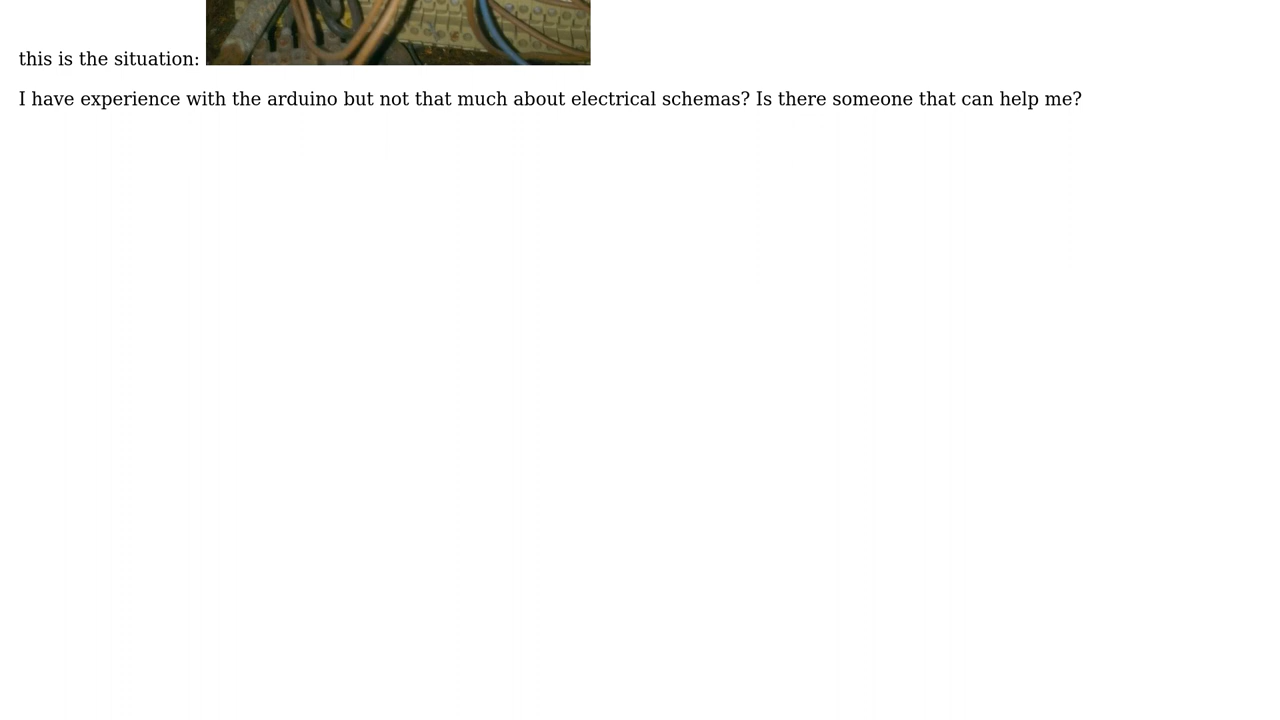 this is the situation:
I have experience with the arduino but not that much about electrical schemas? Is there someone that can help me?